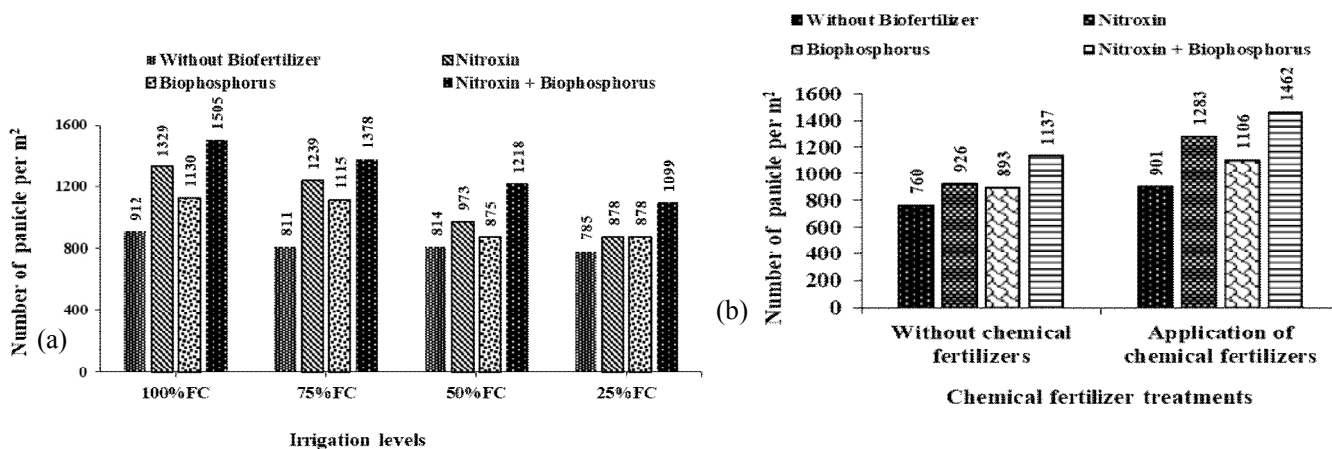 Without Biofertilizer
Nitroxin
Biophosphorus
Nitroxin + Biophosphorus
Number of panicle per m²
1600
1200
800
400
0
912
1329
1130
1505
811
1239
1115
1378
814
973
875
1218
785
878
878
1099
100%FC
75%FC
50%FC
25%FC
Irrigation levels
(a)
Without Biofertilizer
Nitroxin
Biophosphorus
Nitroxin + Biophosphorus
Number of panicle per m²
1600
1400
1200
1000
800
600
400
200
0
760
926
893
1137
901
1283
1106
1462
Without chemical
fertilizers
Application of
chemical fertilizers
Chemical fertilizer treatments
(b)